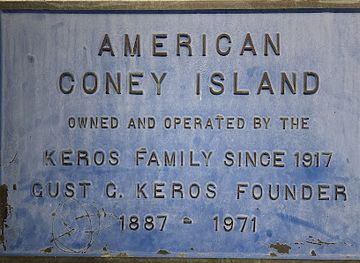 AMERICAN
CONEY ISLAND
OWNED AND OPERATED BY THE
KEROS FAMILY SINCE 1917
GUST G. KEROS FOUNDER
1887 - 1971